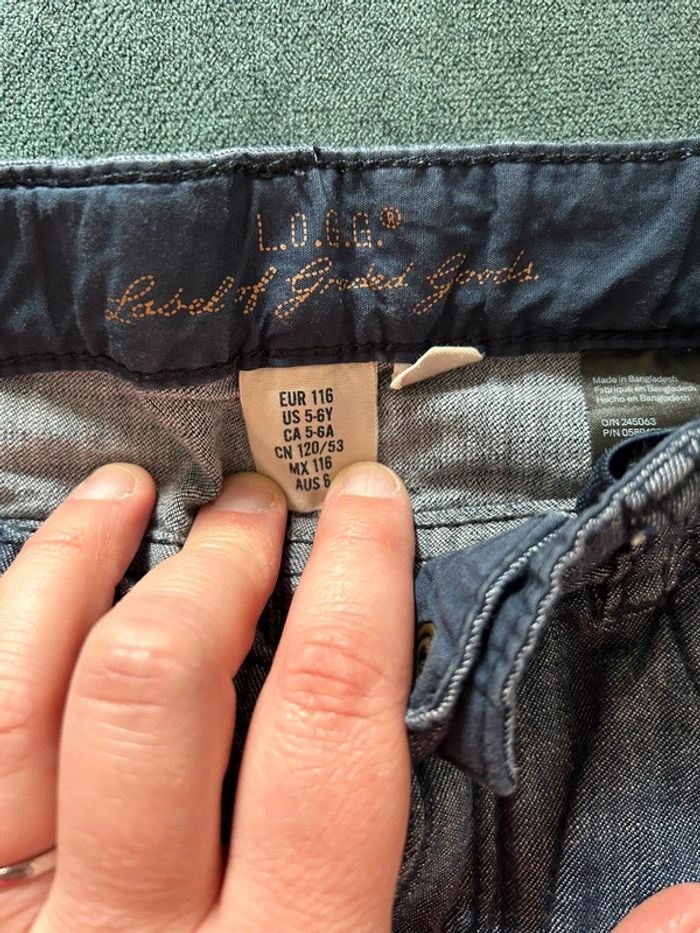 L.O.G.G.®
Label of Graded Goods.
EUR 116
US 5-6Y
CA 5-6A
CN 120/53
MX 116
AUS 6
Made in Bangladesh
Fabriqué en Bangladesh
Hecho en Bangladesh
O/N 245063
P/N